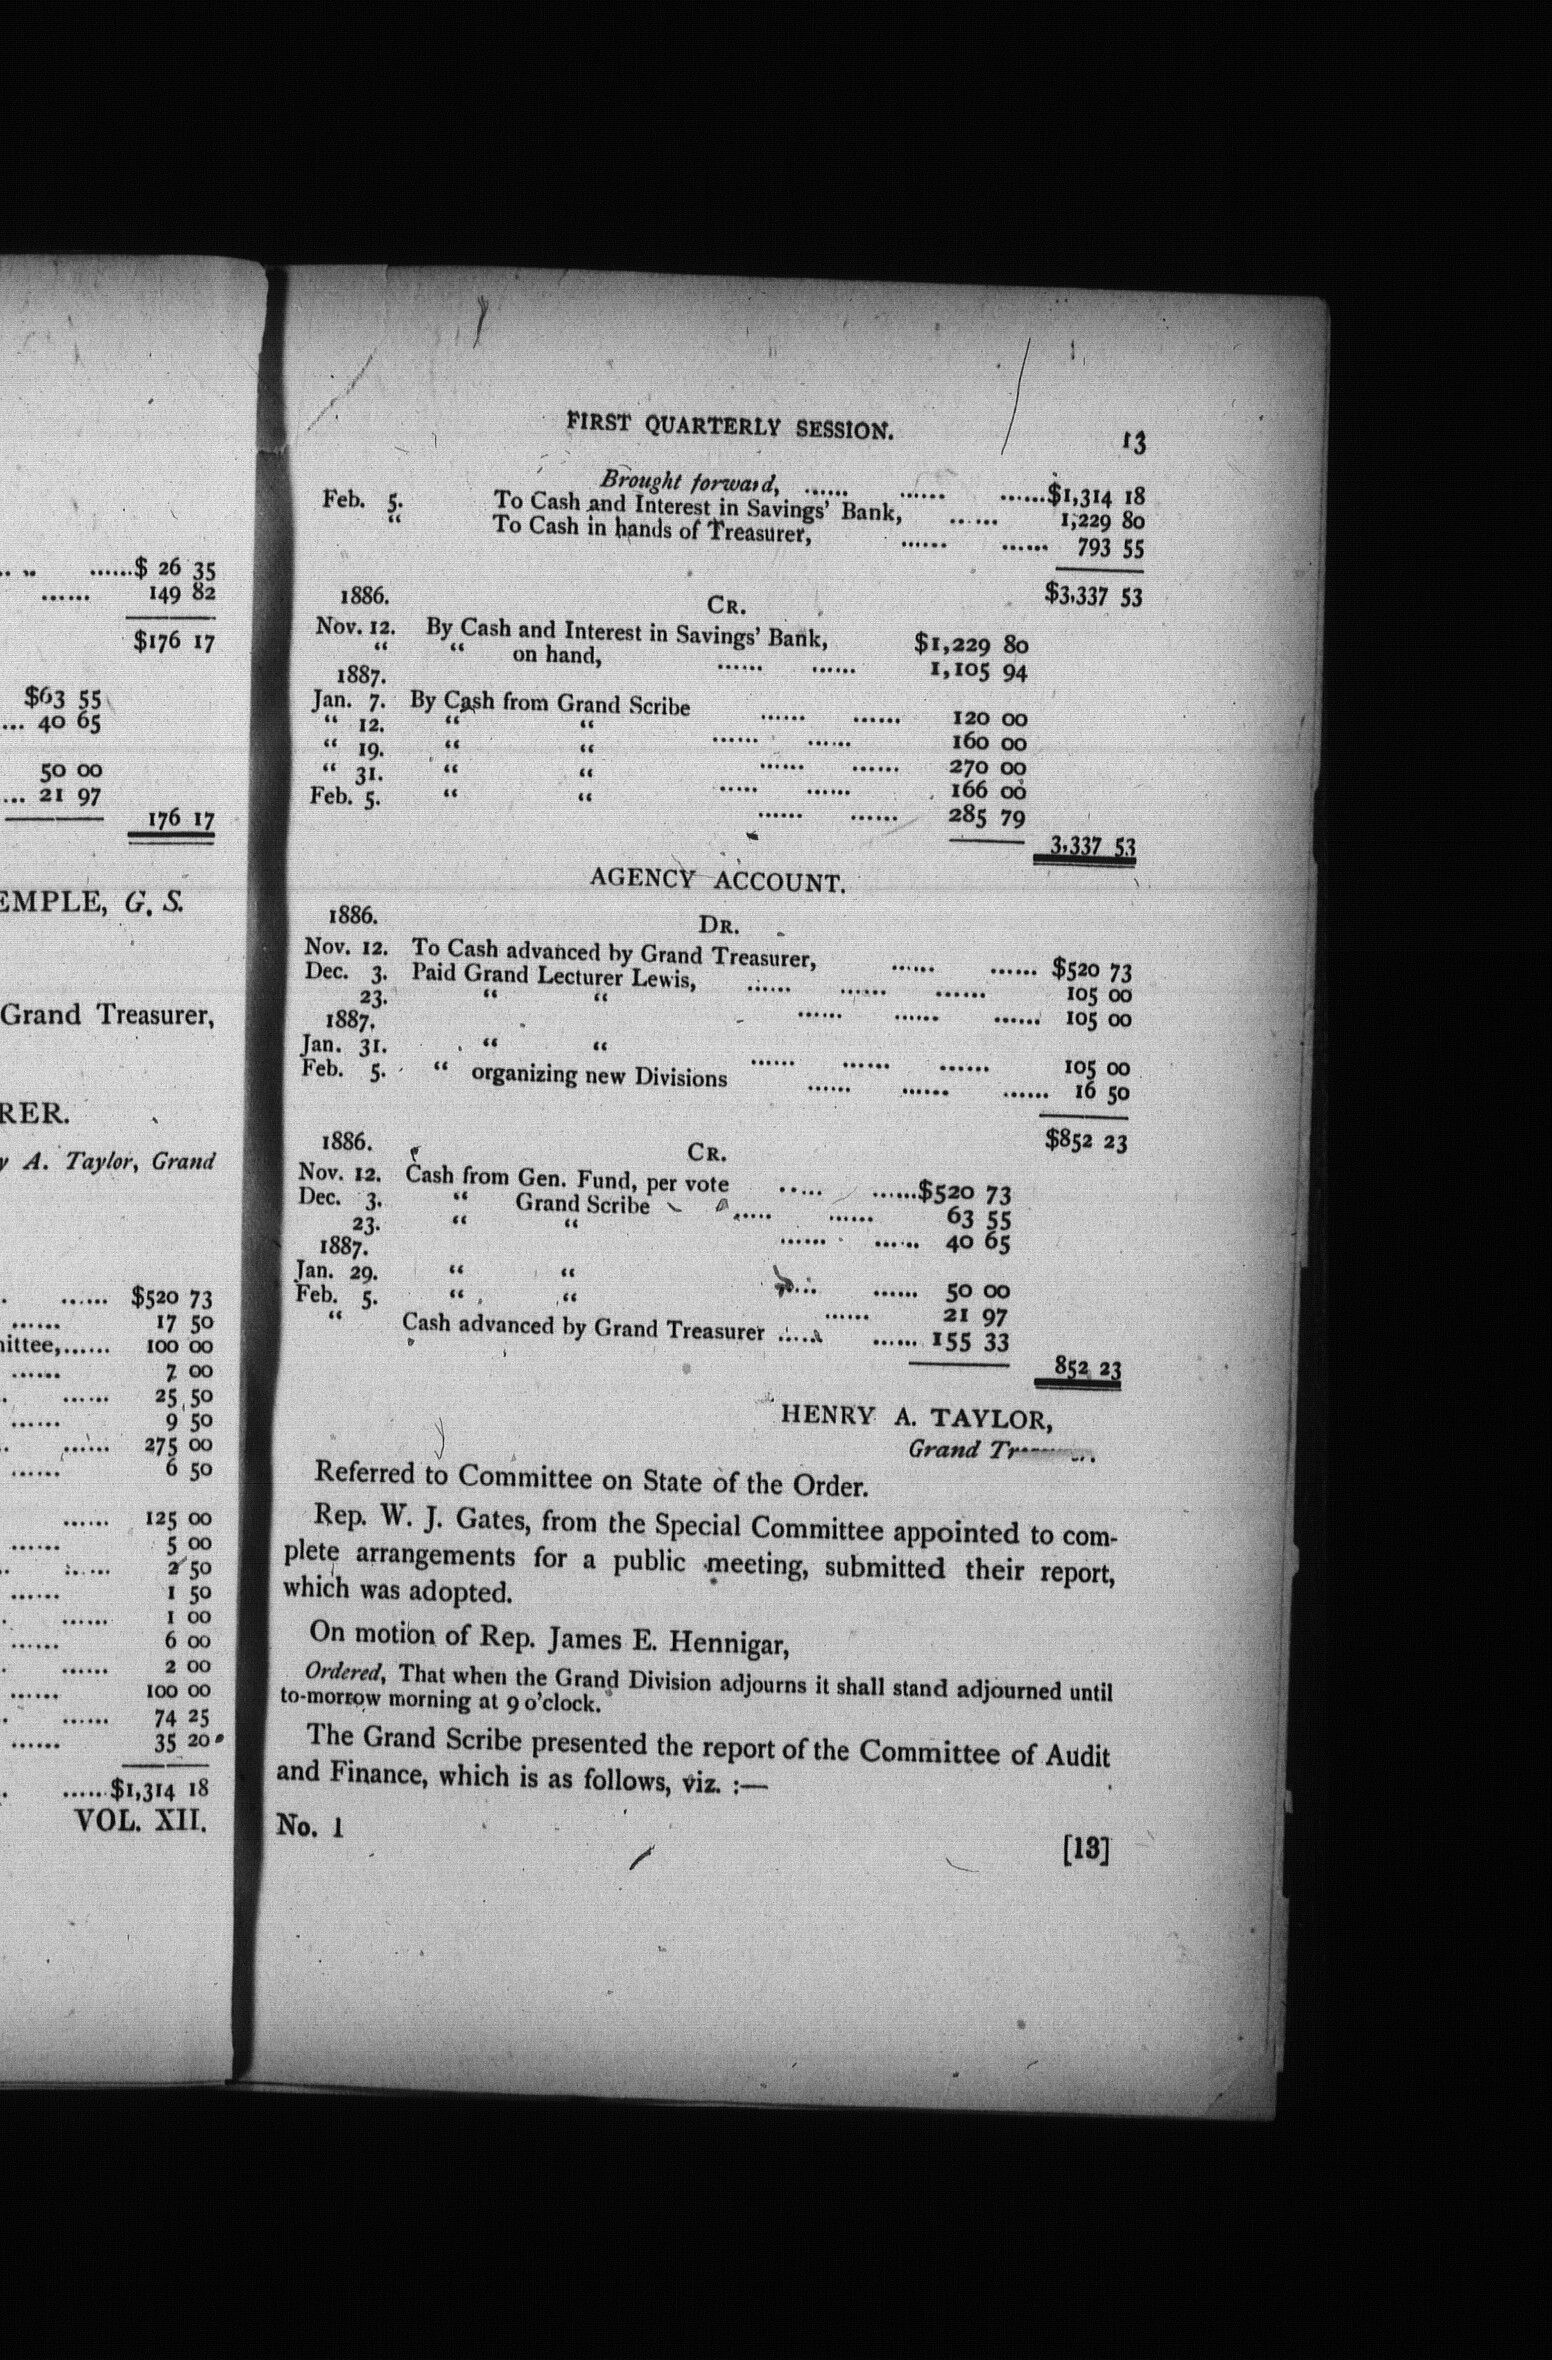 ...... $ 26 35
...... 149 82
$176 17
$63 55
... 40 65
50 00
... 21 97
176 17
EMPLE, G. S.
Grand Treasurer,
RER.
y A. Taylor, Grand
...... $520 73
...... 17 50
mittee,...... 100 00
...... 7 00
...... 25 50
...... 9 50
...... 275 00
...... 6 50
...... 125 00
...... 5 00
...... 2 50
...... 1 50
...... 1 00
...... 6 00
...... 2 00
...... 100 00
...... 74 25
...... 35 20
...... $1,314 18
VOL. XII.
FIRST QUARTERLY SESSION. 13
Brought forward, ...... ...... ......$1,314 18
Feb. 5. To Cash and Interest in Savings' Bank, ...... 1,229 80
“ To Cash in hands of Treasurer, ...... ...... 793 55
$3,337 53
1886. CR.
Nov. 12. By Cash and Interest in Savings' Bank, $1,229 80
“ “ on hand, ...... ...... 1,105 94
1887.
Jan. 7. By Cash from Grand Scribe ...... ...... 120 00
“ 12. “ “ ...... ...... 160 00
“ 19. “ “ ...... ...... 270 00
“ 31. “ “ ...... ...... 166 00
Feb. 5. “ “ ...... ...... 285 79
3,337 53
AGENCY ACCOUNT.
1886. DR.
Nov. 12. To Cash advanced by Grand Treasurer, ...... ...... $520 73
Dec. 3. Paid Grand Lecturer Lewis, ...... ...... ...... 105 00
23. “ “ ...... ...... ...... 105 00
1887.
Jan. 31. “ “ ...... ...... ...... 105 00
Feb. 5. “ organizing new Divisions ...... ...... ...... 16 50
$852 23
1886. CR.
Nov. 12. Cash from Gen. Fund, per vote ..... ......$520 73
Dec. 3. “ Grand Scribe ..... ...... 63 55
23. “ “ ...... ...... 40 65
1887.
Jan. 29. “ “ ..... ...... 50 00
Feb. 5. “ “ ...... 21 97
“ Cash advanced by Grand Treasurer ...... ...... 155 33
852 23
HENRY A. TAYLOR,
Grand
Referred to Committee on State of the Order.
Rep. W. J. Gates, from the Special Committee appointed to com-
plete arrangements for a public meeting, submitted their report,
which was adopted.
On motion of Rep. James E. Hennigar,
Ordered, That when the Grand Division adjourns it shall stand adjourned until
to-morrow morning at 9 o'clock.
The Grand Scribe presented the report of the Committee of Audit
and Finance, which is as follows, viz. :—
No. 1 [13]